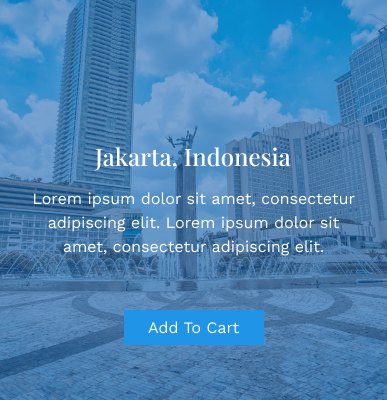 Jakarta, Indonesia
Lorem ipsum dolor sit amet, consectetur
adipiscing elit. Lorem ipsum dolor sit
amet, consectetur adipiscing elit.
Add To Cart